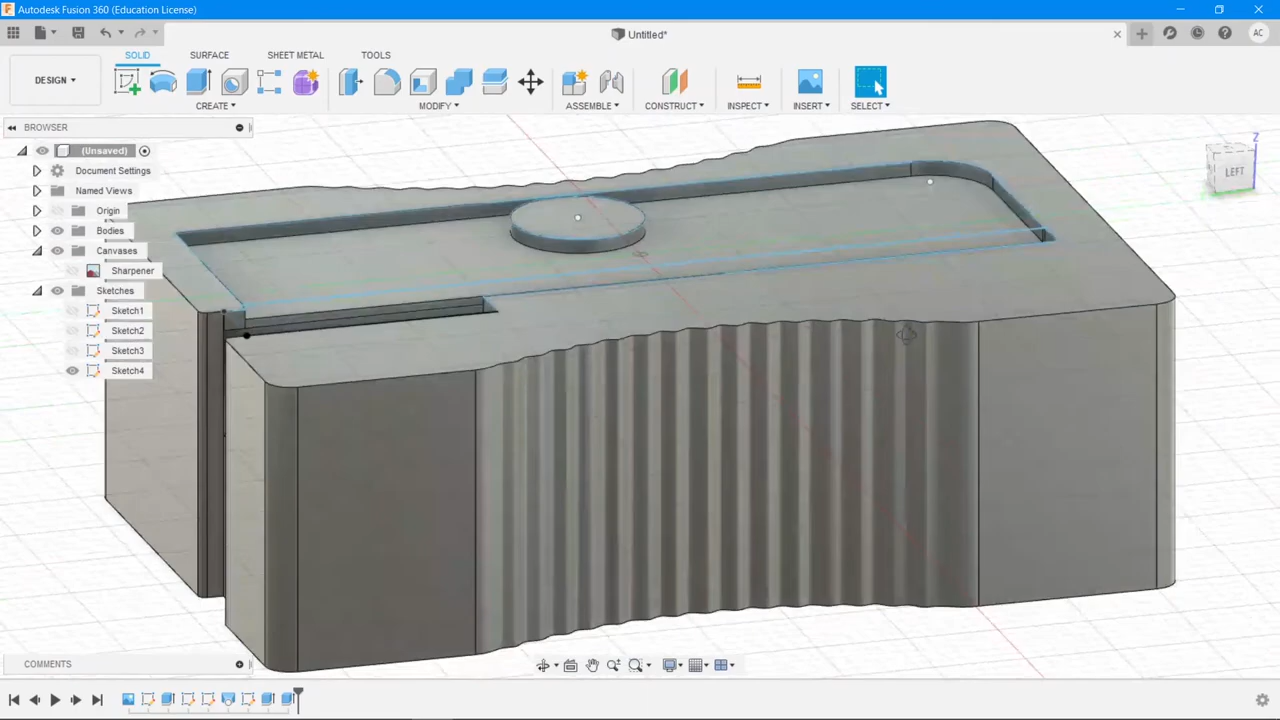 Autodesk Fusion 360 (Education License)
Untitled*
AC
DESIGN
SOLID
SURFACE
SHEET METAL
TOOLS
CREATE
MODIFY
ASSEMBLE
CONSTRUCT
INSPECT
INSERT
SELECT
BROWSER
(Unsaved)
Document Settings
Named Views
Origin
Bodies
Canvases
Sharpener
Sketches
Sketch1
Sketch2
Sketch3
Sketch4
Z
LEFT
COMMENTS